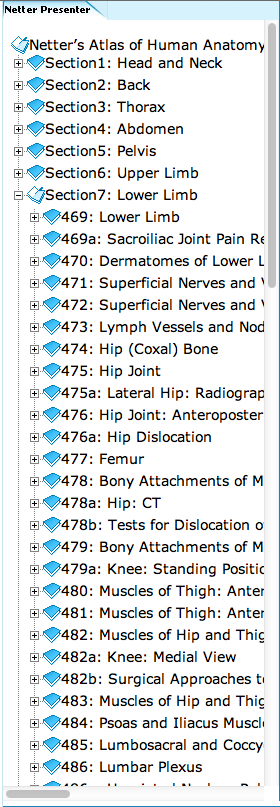 Netter Presenter
Netter's Atlas of Human Anatomy
Section1: Head and Neck
Section2: Back
Section3: Thorax
Section4: Abdomen
Section5: Pelvis
Section6: Upper Limb
Section7: Lower Limb
469: Lower Limb
469a: Sacroiliac Joint Pain Re
470: Dermatomes of Lower L
471: Superficial Nerves and V
472: Superficial Nerves and V
473: Lymph Vessels and Nod
474: Hip (Coxal) Bone
475: Hip Joint
475a: Lateral Hip: Radiograp
476: Hip Joint: Anteroposter
476a: Hip Dislocation
477: Femur
478: Bony Attachments of M
478a: Hip: CT
478b: Tests for Dislocation o
479: Bony Attachments of M
479a: Knee: Standing Positio
480: Muscles of Thigh: Anter
481: Muscles of Thigh: Anter
482: Muscles of Hip and Thig
482a: Knee: Medial View
482b: Surgical Approaches to
483: Muscles of Hip and Thig
484: Psoas and Iliacus Muscl
485: Lumbosacral and Coccy
486: Lumbar Plexus